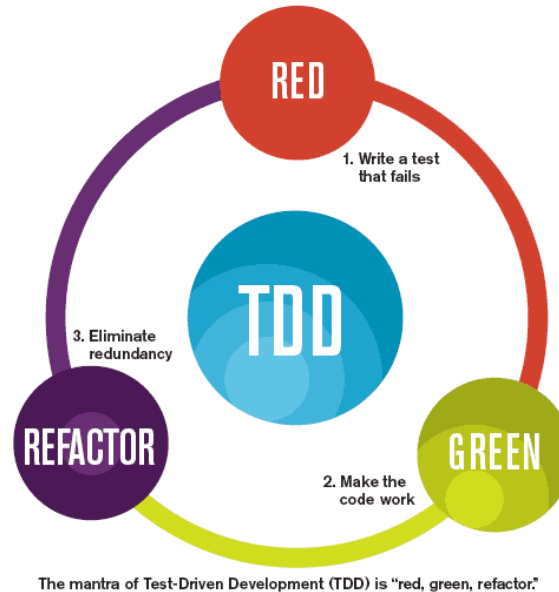 RED
1. Write a test
that fails
TDD
3. Eliminate
redundancy
REFACTOR
GREEN
2. Make the
code work
The mantra of Test-Driven Development (TDD) is “red, green, refactor.”